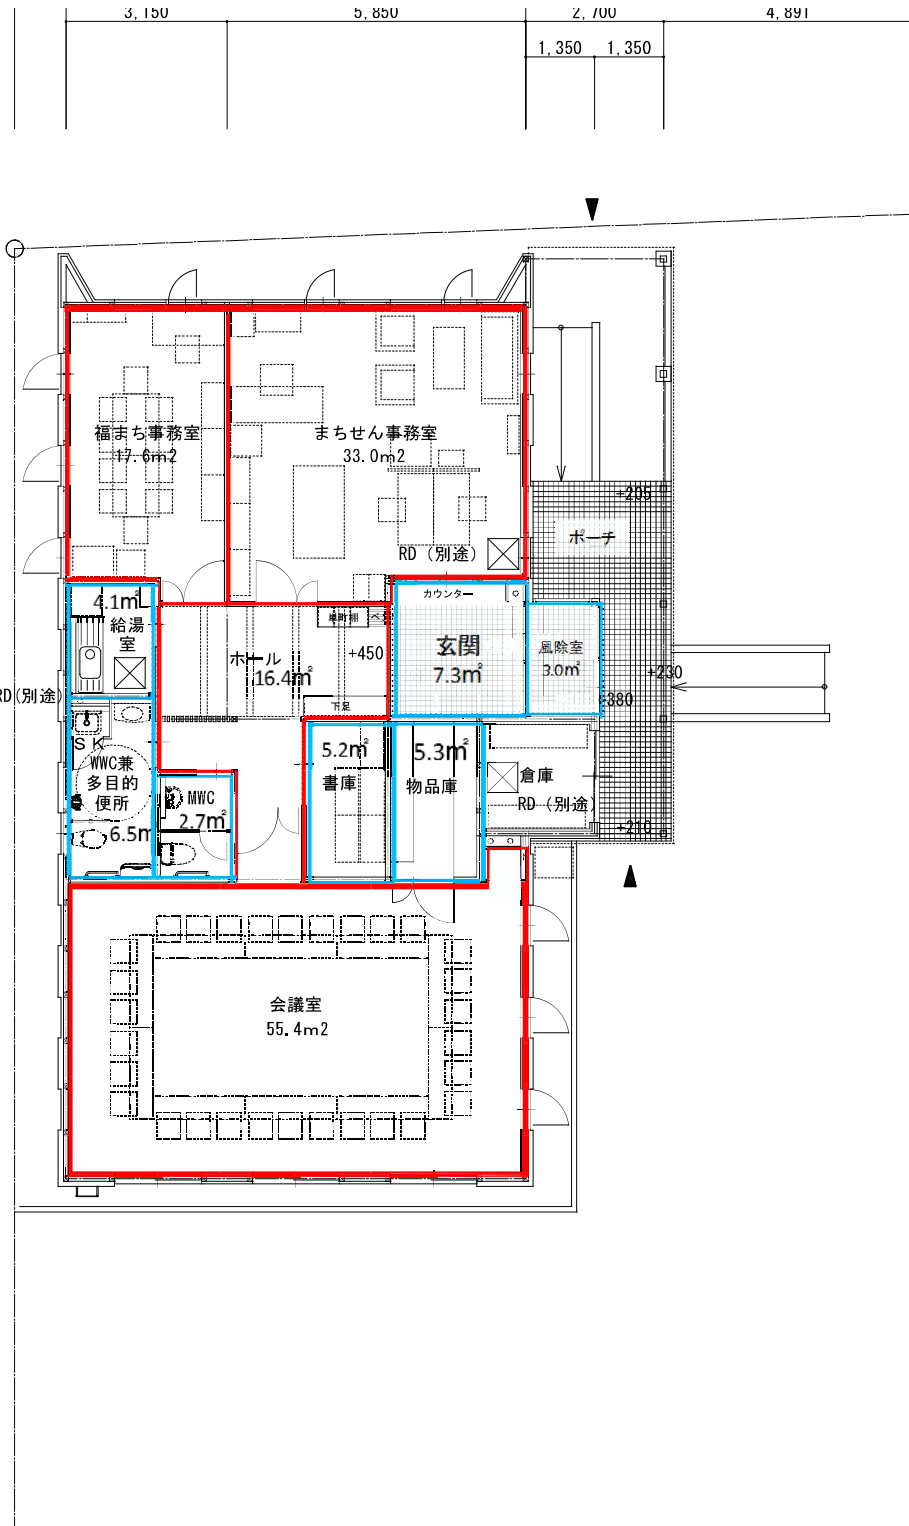 3,150
5,850
2,700
4,891
1,350
1,350
福まち事務室
17.6m2
まちせん事務室
33.0m2
RD（別途）
+205
ポーチ
4.1㎡
給湯
室
カウンター
ホール
16.4㎡
+450
玄関
7.3㎡
風除室
3.0㎡
+230
RD(別途)
下足
380
SK
WWC兼
多目的
便所
6.5㎡
MWC
2.7㎡
5.2㎡
書庫
5.3㎡
物品庫
倉庫
RD（別途）
+210
会議室
55.4m2